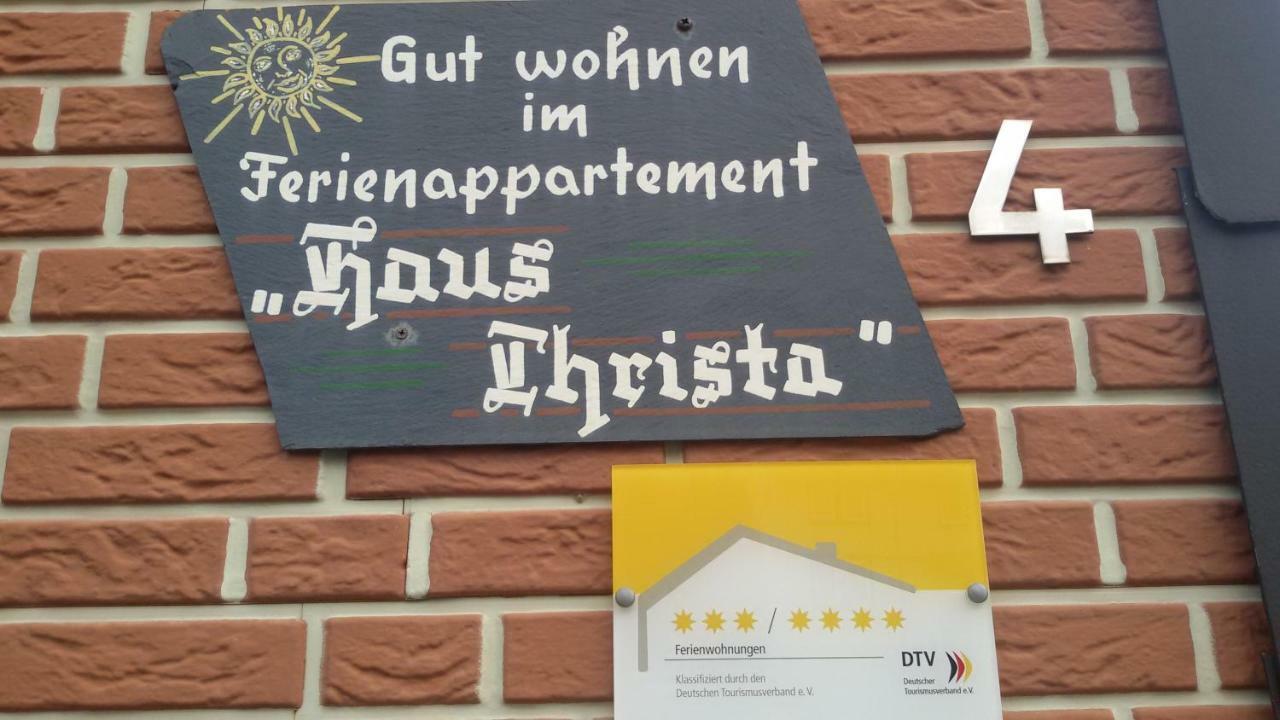 Gut wohnen
im
Ferienappartement
„Haus
Christa"
4
*** / ****
Ferienwohnungen
Klassifiziert durch den
Deutschen Tourismusverband e. V.
DTV
Deutscher
Tourismusverband e. V.